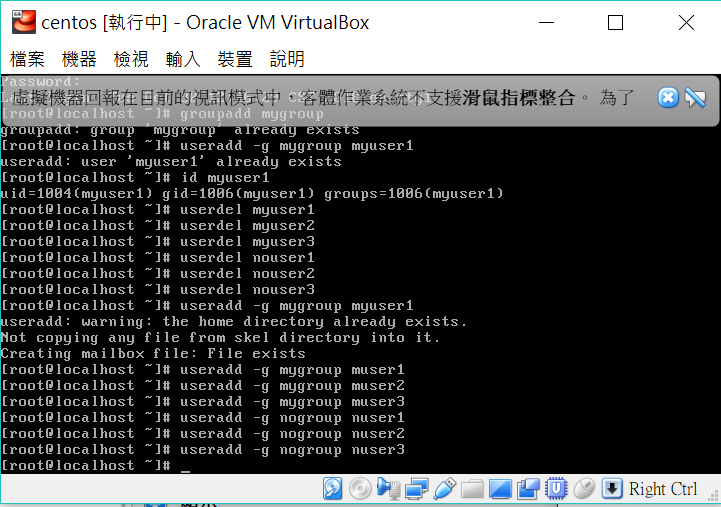 centos [執行中] - Oracle VM VirtualBox
檔案 機器 檢視 輸入 裝置 說明
Password:
虛擬機器回報在目前的視訊模式中，客體作業系統不支援滑鼠指標整合。 為了
[root@localhost ~]# groupadd mygroup
groupadd: group 'mygroup' already exists
[root@localhost ~]# useradd -g mygroup myuser1
useradd: user 'myuser1' already exists
[root@localhost ~]# id myuser1
uid=1004(myuser1) gid=1006(myuser1) groups=1006(myuser1)
[root@localhost ~]# userdel myuser1
[root@localhost ~]# userdel myuser2
[root@localhost ~]# userdel myuser3
[root@localhost ~]# userdel nouser1
[root@localhost ~]# userdel nouser2
[root@localhost ~]# userdel nouser3
[root@localhost ~]# useradd -g mygroup myuser1
useradd: warning: the home directory already exists.
Not copying any file from skel directory into it.
Creating mailbox file: File exists
[root@localhost ~]# useradd -g mygroup muser1
[root@localhost ~]# useradd -g mygroup muser2
[root@localhost ~]# useradd -g mygroup muser3
[root@localhost ~]# useradd -g nogroup nuser1
[root@localhost ~]# useradd -g nogroup nuser2
[root@localhost ~]# useradd -g nogroup nuser3
[root@localhost ~]# _
Right Ctrl